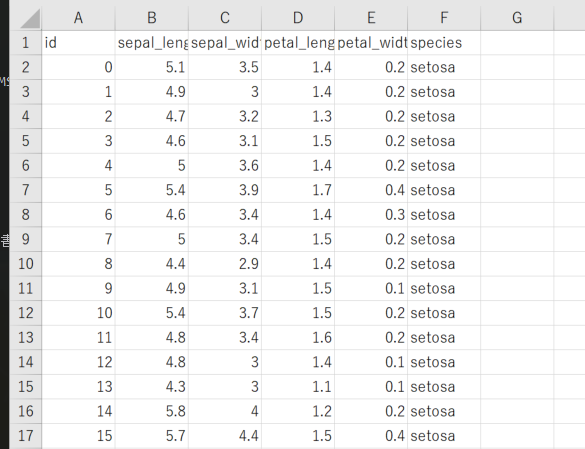 A B C D E F G
1 id sepal_leng sepal_widt petal_leng petal_widt species
2 0 5.1 3.5 1.4 0.2 setosa
3 1 4.9 3 1.4 0.2 setosa
4 2 4.7 3.2 1.3 0.2 setosa
5 3 4.6 3.1 1.5 0.2 setosa
6 4 5 3.6 1.4 0.2 setosa
7 5 5.4 3.9 1.7 0.4 setosa
8 6 4.6 3.4 1.4 0.3 setosa
9 7 5 3.4 1.5 0.2 setosa
10 8 4.4 2.9 1.4 0.2 setosa
11 9 4.9 3.1 1.5 0.1 setosa
12 10 5.4 3.7 1.5 0.2 setosa
13 11 4.8 3.4 1.6 0.2 setosa
14 12 4.8 3 1.4 0.1 setosa
15 13 4.3 3 1.1 0.1 setosa
16 14 5.8 4 1.2 0.2 setosa
17 15 5.7 4.4 1.5 0.4 setosa